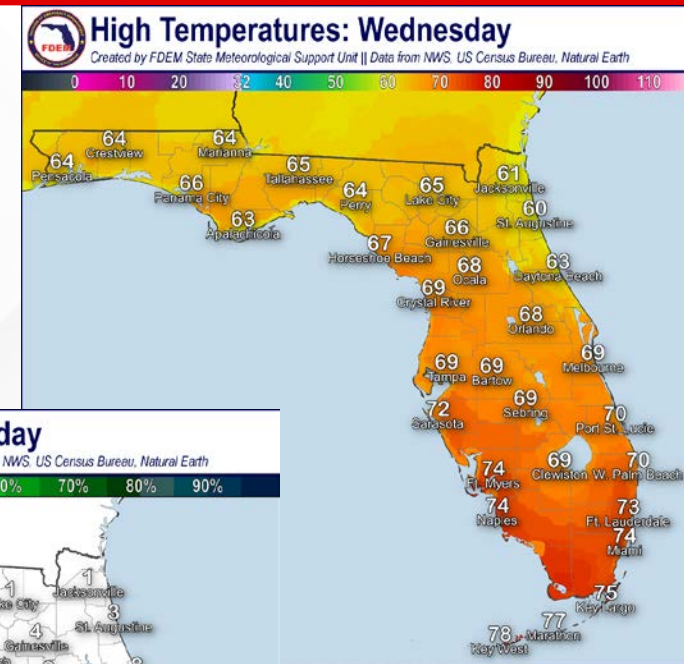 FDEM
High Temperatures: Wednesday
Created by FDEM State Meteorological Support Unit || Data from NWS, US Census Bureau, Natural Earth
0 10 20 32 40 50 60 70 80 90 100 110
64
Crestview
64
Marianna
64
Pensacola
65
Tallahassee
66
Panama City
63
Apalachicola
64
Perry
65
Lake City
61
Jacksonville
60
St. Augustine
66
Gainesville
67
Horseshoe Beach
68
Ocala
63
Daytona Beach
69
Crystal River
68
Orlando
69
Melbourne
69
Tampa
69
Bartow
69
Sebring
72
Sarasota
70
Port St. Lucie
74
Ft. Myers
69
Clewiston
70
W. Palm Beach
74
Naples
73
Ft. Lauderdale
74
Miami
75
Key Largo
77
Marathon
78
Key West
day
NWS, US Census Bureau, Natural Earth
0% 70% 80% 90%
1
ke City
1
Jacksonville
3
St. Augustine
4
Gainesville